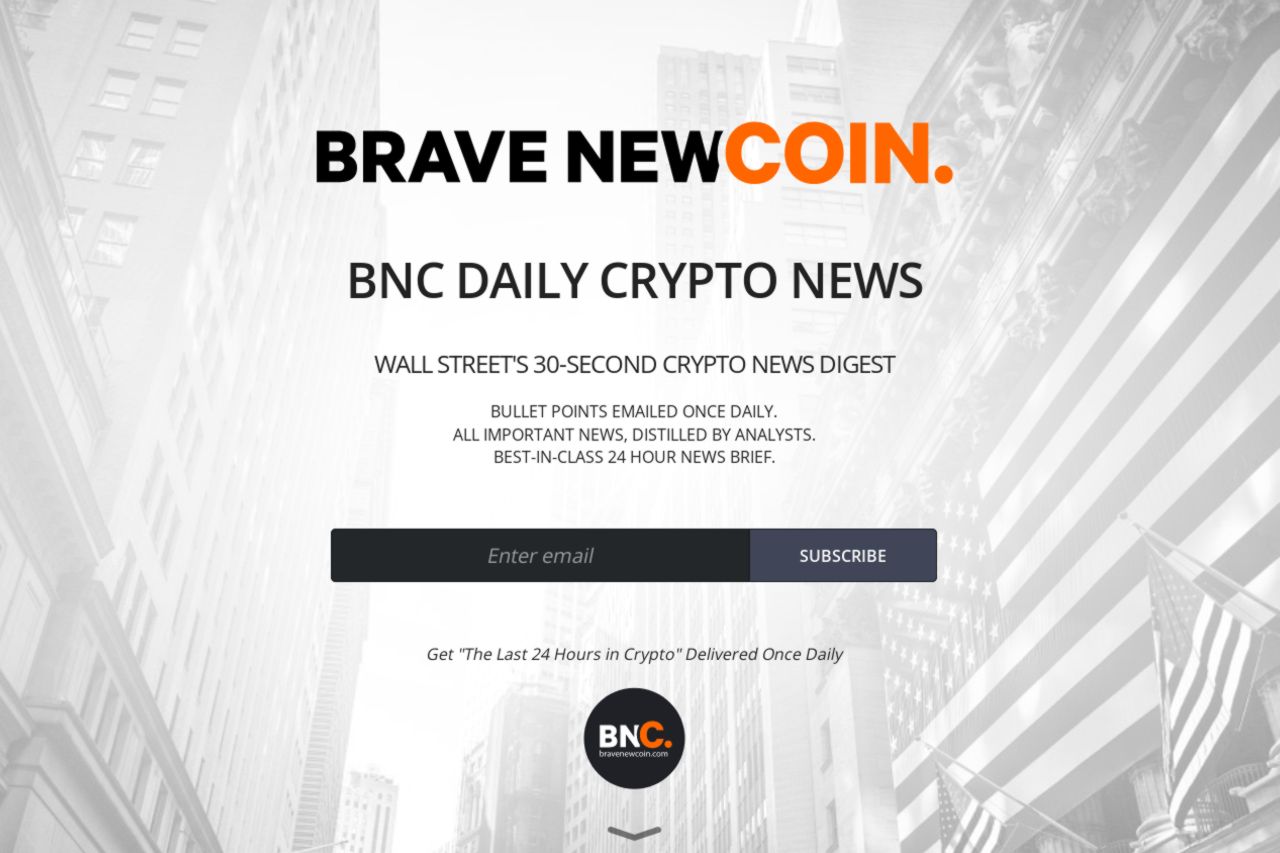 BRAVE NEWCOIN.
BNC DAILY CRYPTO NEWS
WALL STREET'S 30-SECOND CRYPTO NEWS DIGEST
BULLET POINTS EMAILED ONCE DAILY.
ALL IMPORTANT NEWS, DISTILLED BY ANALYSTS.
BEST-IN-CLASS 24 HOUR NEWS BRIEF.
Enter email
SUBSCRIBE
Get "The Last 24 Hours in Crypto" Delivered Once Daily
BNC.
bravenewcoin.com